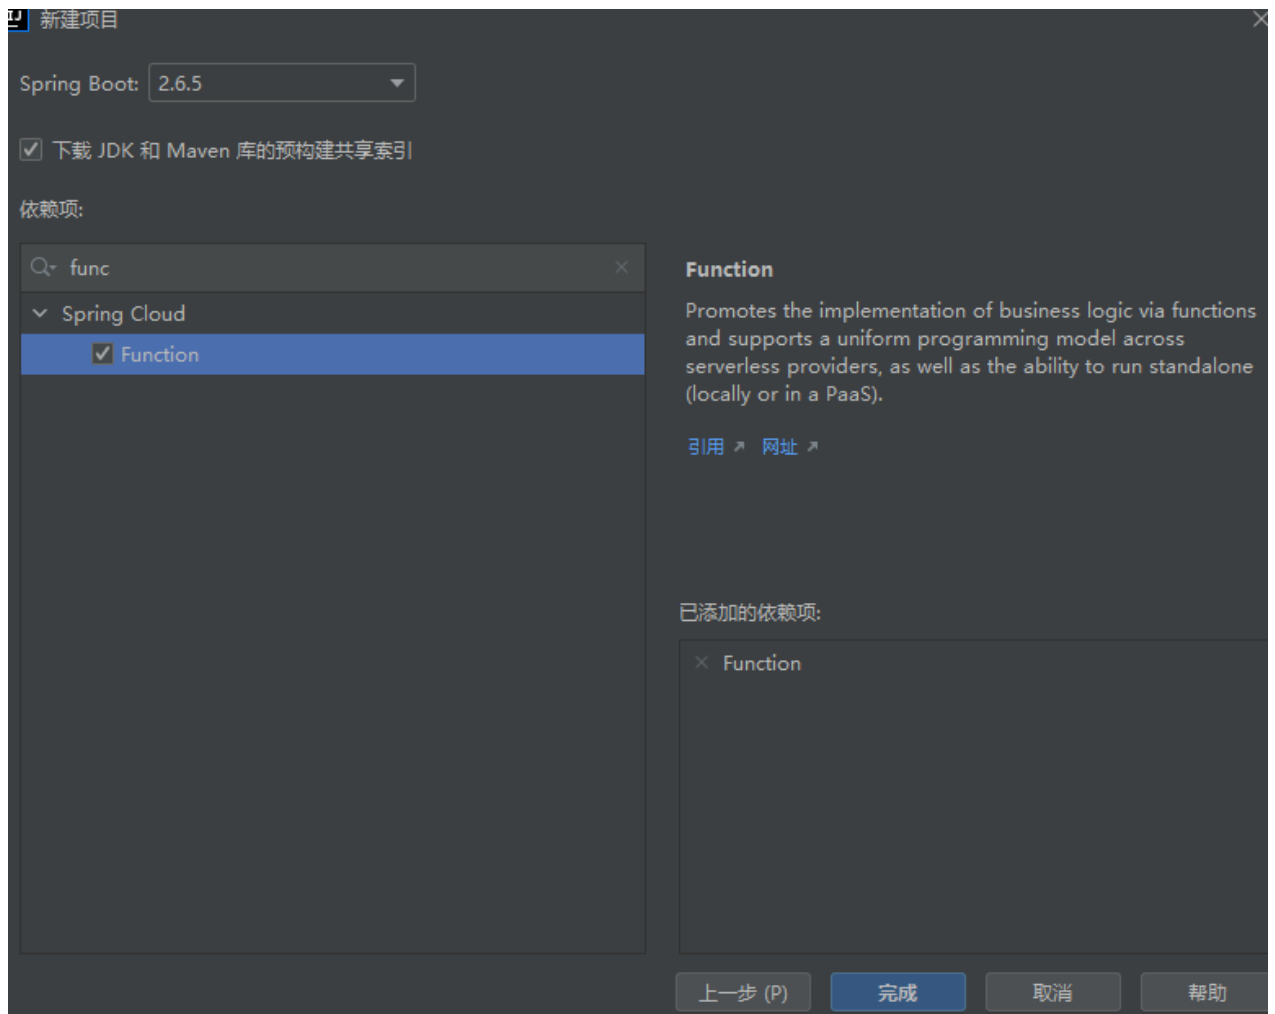 新建项目
Spring Boot: 2.6.5
下载 JDK 和 Maven 库的预构建共享索引
依赖项:
func
Spring Cloud
Function
Function
Promotes the implementation of business logic via functions
and supports a uniform programming model across
serverless providers, as well as the ability to run standalone
(locally or in a PaaS).
引用 网址
已添加的依赖项:
Function
上一步 (P) 完成 取消 帮助